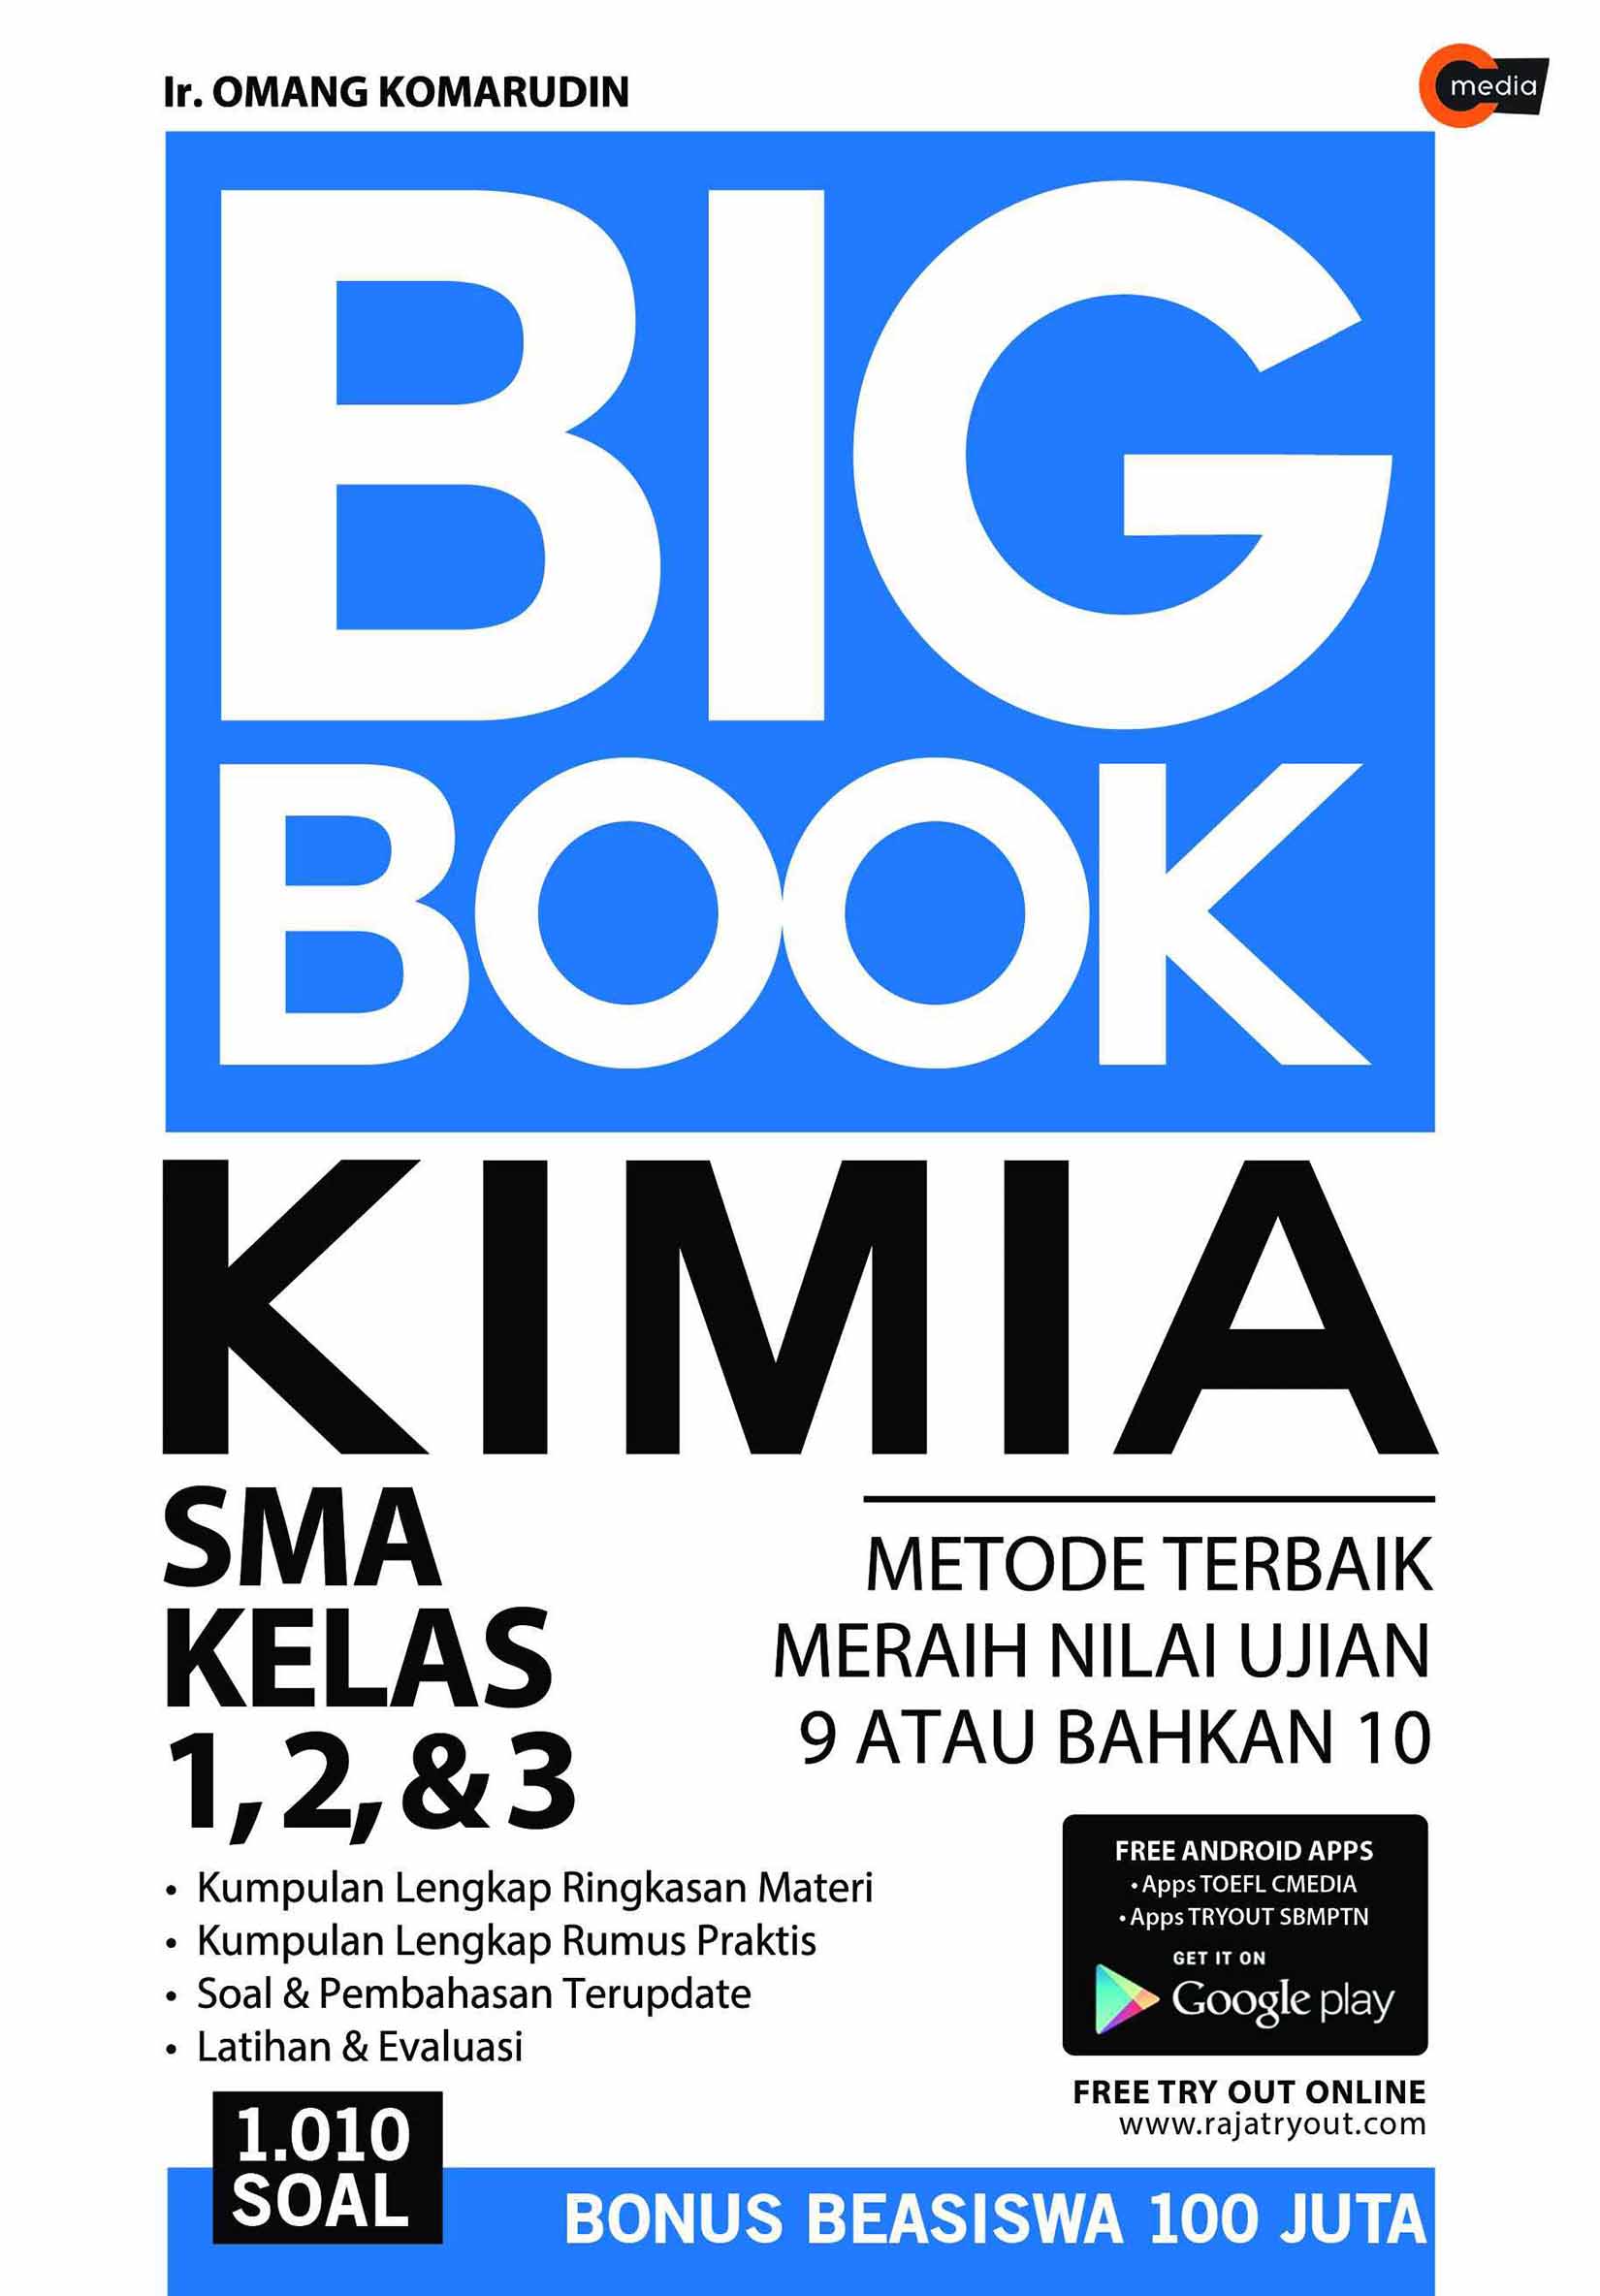 Ir. OMANG KOMARUDIN
media
BIG
BOOK
KIMIA
SMA
KELAS
1, 2, & 3
METODE TERBAIK
MERAIH NILAI UJIAN
9 ATAU BAHKAN 10
• Kumpulan Lengkap Ringkasan Materi
• Kumpulan Lengkap Rumus Praktis
• Soal & Pembahasan Terupdate
• Latihan & Evaluasi
FREE ANDROID APPS
• Apps TOEFL CMEDIA
• Apps TRYOUT SBMPTN
GET IT ON
Google play
FREE TRY OUT ONLINE
www.rajatryout.com
1.010
SOAL
BONUS BEASISWA 100 JUTA